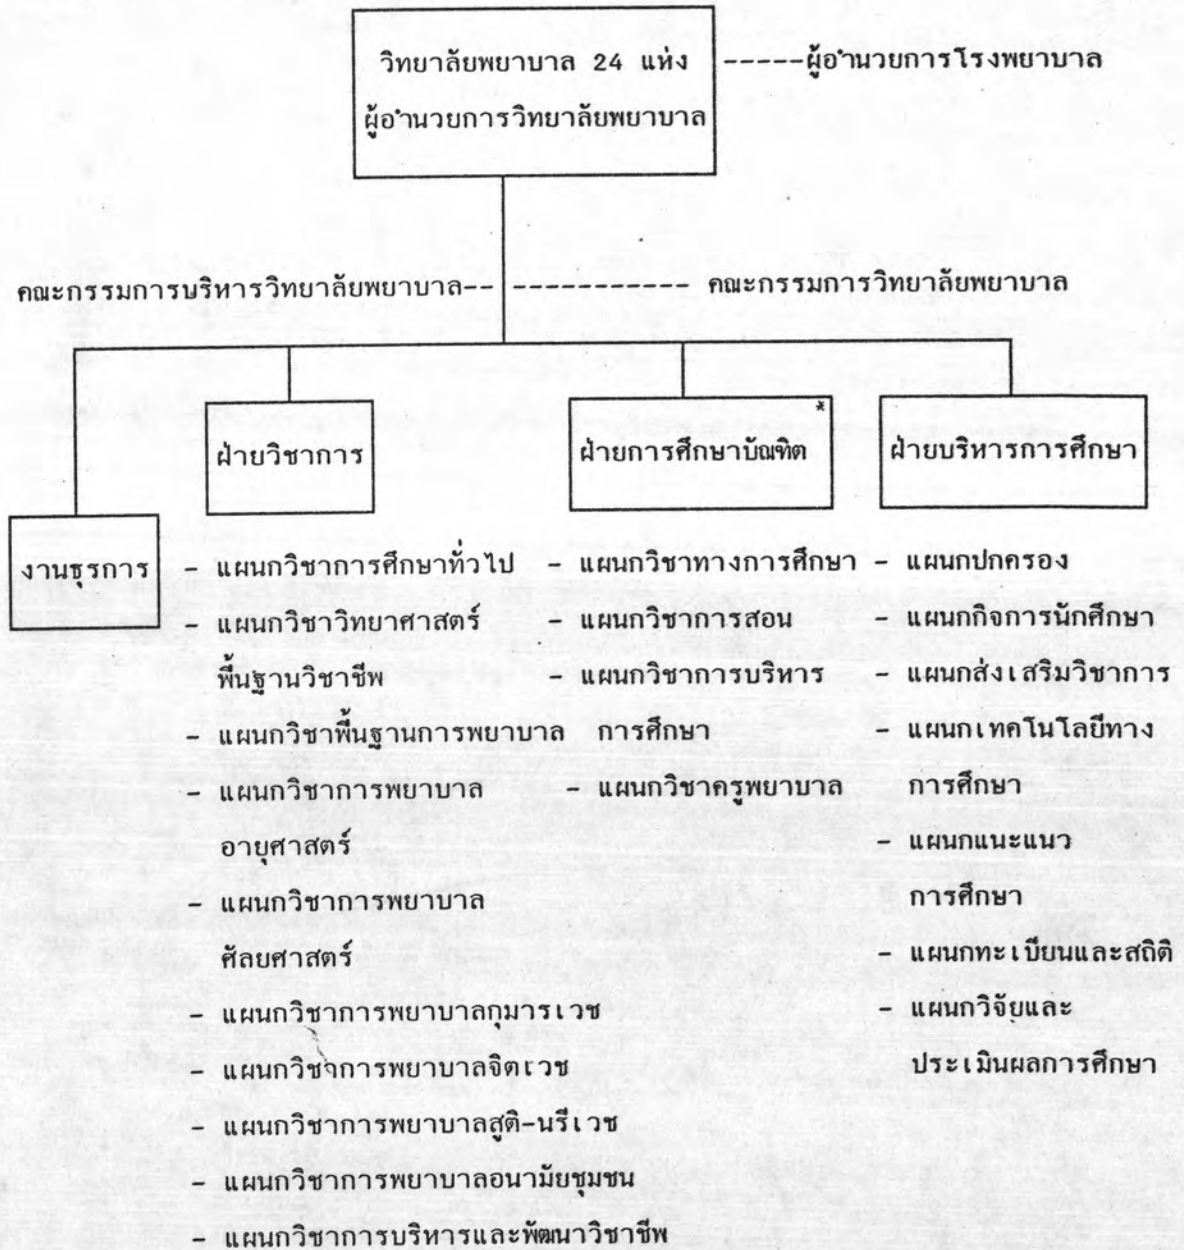 วิทยาลัยพยาบาล 24 แห่ง -----ผู้อำนวยการโรงพยาบาล
ผู้อำนวยการวิทยาลัยพยาบาล
คณะกรรมการบริหารวิทยาลัยพยาบาล-- ----------- คณะกรรมการวิทยาลัยพยาบาล
ฝ่ายวิชาการ
ฝ่ายการศึกษาบัณฑิต *
ฝ่ายบริหารการศึกษา
งานธุรการ
- แผนกวิชาการศึกษาทั่วไป
- แผนกวิชาวิทยาศาสตร์
พื้นฐานวิชาชีพ
- แผนกวิชาพื้นฐานการพยาบาล
- แผนกวิชาการพยาบาล
อายุศาสตร์
- แผนกวิชาการพยาบาล
ศัลยศาสตร์
- แผนกวิชาการพยาบาลกุมารเวช
- แผนกวิชาการพยาบาลจิตเวช
- แผนกวิชาการพยาบาลสูติ-นรีเวช
- แผนกวิชาการพยาบาลอนามัยชุมชน
- แผนกวิชาการบริหารและพัฒนาวิชาชีพ
- แผนกวิชาทางการศึกษา
- แผนกวิชาการสอน
- แผนกวิชาการบริหาร
การศึกษา
- แผนกวิชาครูพยาบาล
- แผนกปกครอง
- แผนกกิจการนักศึกษา
- แผนกส่งเสริมวิชาการ
- แผนกเทคโนโลยีทาง
การศึกษา
- แผนกแนะแนว
การศึกษา
- แผนกทะเบียนและสถิติ
- แผนกวิจัยและ
ประเมินผลการศึกษา